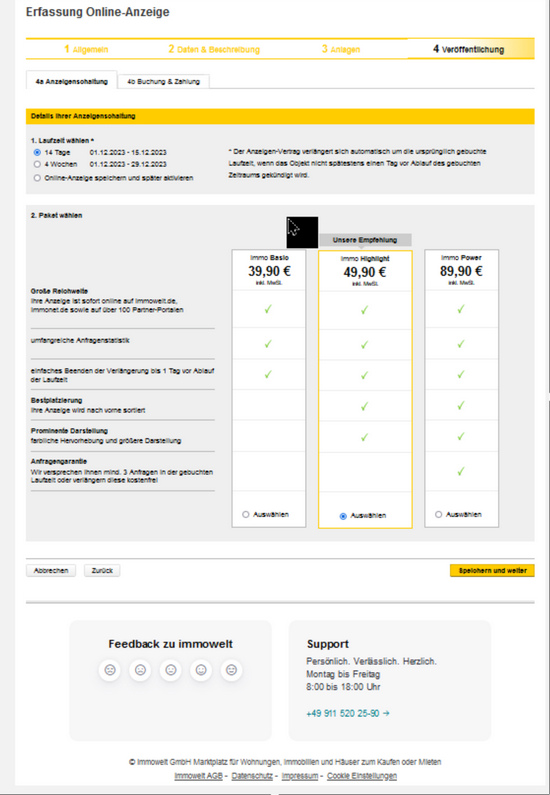 Erfassung Online-Anzeige
1 Allgemein 2 Daten & Beschreibung 3 Anlagen 4 Veröffentlichung
4a Anzeigenschaltung 4b Buchung & Zahlung
Details Ihrer Anzeigenschaltung
1. Laufzeit wählen *
14 Tage 01.12.2023 - 15.12.2023
4 Wochen 01.12.2023 - 29.12.2023
Online-Anzeige speichern und später aktivieren
* Der Anzeigen-Vertrag verlängert sich automatisch um die ursprünglich gebuchte
Laufzeit, wenn das Objekt nicht spätestens einen Tag vor Ablauf des gebuchten
Zeitraums gekündigt wird.
2. Paket wählen
Unsere Empfehlung
Immo Basic
39,90 €
inkl. MwSt.
Immo Highlight
49,90 €
inkl. MwSt.
Immo Power
89,90 €
inkl. MwSt.
Große Reichweite
Ihre Anzeige ist sofort online auf immowelt.de,
immonet.de sowie auf über 100 Partner-Portalen
umfangreiche Anfragenstatistik
einfaches Beenden der Verlängerung bis 1 Tag vor Ablauf
der Laufzeit
Bestplatzierung
Ihre Anzeige wird nach vorne sortiert
Prominente Darstellung
farbliche Hervorhebung und größere Darstellung
Anfragengarantie
Wir versprechen Ihnen mind. 3 Anfragen in der gebuchten
Laufzeit oder verlängern diese kostenfrei
Auswählen Auswählen Auswählen
Abbrechen Zurück Speichern und weiter
Feedback zu immowelt
Support
Persönlich. Verlässlich. Herzlich.
Montag bis Freitag
8:00 bis 18:00 Uhr
+49 911 520 25-90 →
© Immowelt GmbH Marktplatz für Wohnungen, Immobilien und Häuser zum Kaufen oder Mieten
Immowelt AGB - Datenschutz - Impressum - Cookie Einstellungen